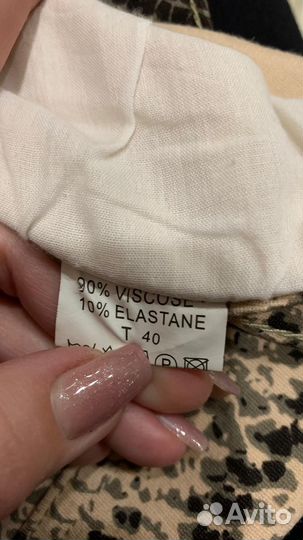 90% VISCOSE
10% ELASTANE
T 40
P
Avito